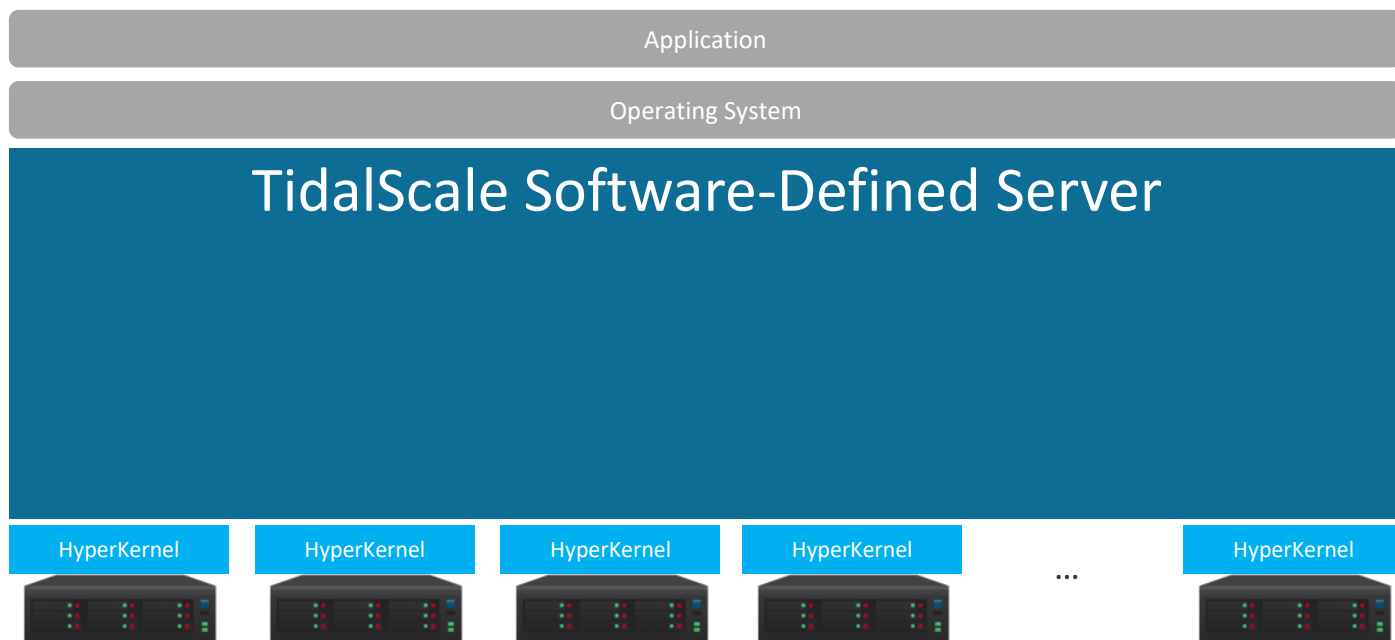 Application
Operating System
TidalScale Software-Defined Server
HyperKernel HyperKernel HyperKernel HyperKernel ... HyperKernel